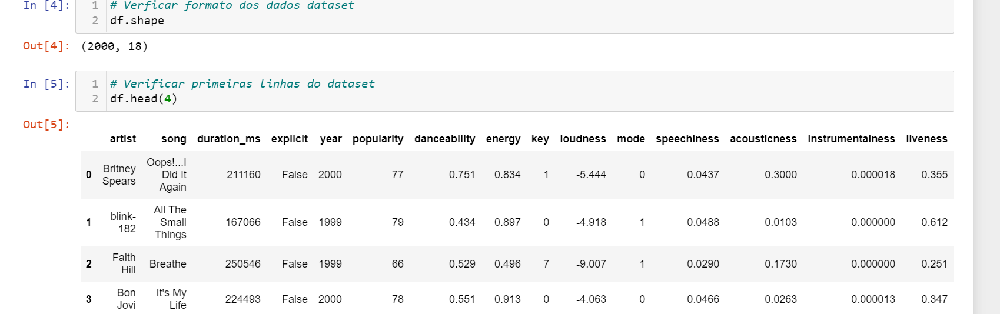 In [4]: 1 # Verficar formato dos dados dataset
2 df.shape
Out[4]: (2000, 18)
In [5]: 1 # Verificar primeiras linhas do dataset
2 df.head(4)
Out[5]:
artist song duration_ms explicit year popularity danceability energy key loudness mode speechiness acousticness instrumentalness liveness
0 Britney Spears Oops!...I Did It Again 211160 False 2000 77 0.751 0.834 1 -5.444 0 0.0437 0.3000 0.000018 0.355
1 blink-182 All The Small Things 167066 False 1999 79 0.434 0.897 0 -4.918 1 0.0488 0.0103 0.000000 0.612
2 Faith Hill Breathe 250546 False 1999 66 0.529 0.496 7 -9.007 1 0.0290 0.1730 0.000000 0.251
3 Bon Jovi It's My Life 224493 False 2000 78 0.551 0.913 0 -4.063 0 0.0466 0.0263 0.000013 0.347